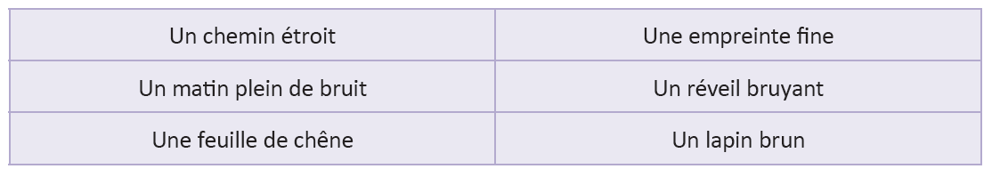 Un chemin étroit
Une empreinte fine
Un matin plein de bruit
Un réveil bruyant
Une feuille de chêne
Un lapin brun